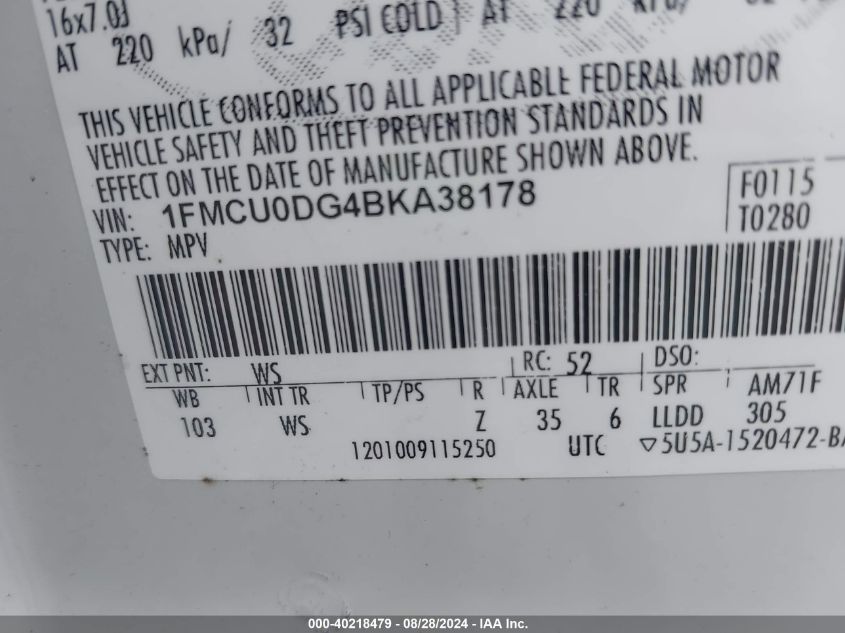 16x7.0J
AT 220 kPa/ 32 PSI COLD AT 220 kPa/ 32
THIS VEHICLE CONFORMS TO ALL APPLICABLE FEDERAL MOTOR
VEHICLE SAFETY AND THEFT PREVENTION STANDARDS IN
EFFECT ON THE DATE OF MANUFACTURE SHOWN ABOVE.
VIN: 1FMCU0DG4BKA38178
F0115
TYPE: MPV
T0280
EXT PNT: WS RC: 52 DSO:
WB INT TR TP/PS R AXLE TR SPR AM71F
103 WS Z 35 6 LLDD 305
1201009115250 UTC ▽5U5A-1520472-BA
000-40218479 - 08/28/2024 - IAA Inc.